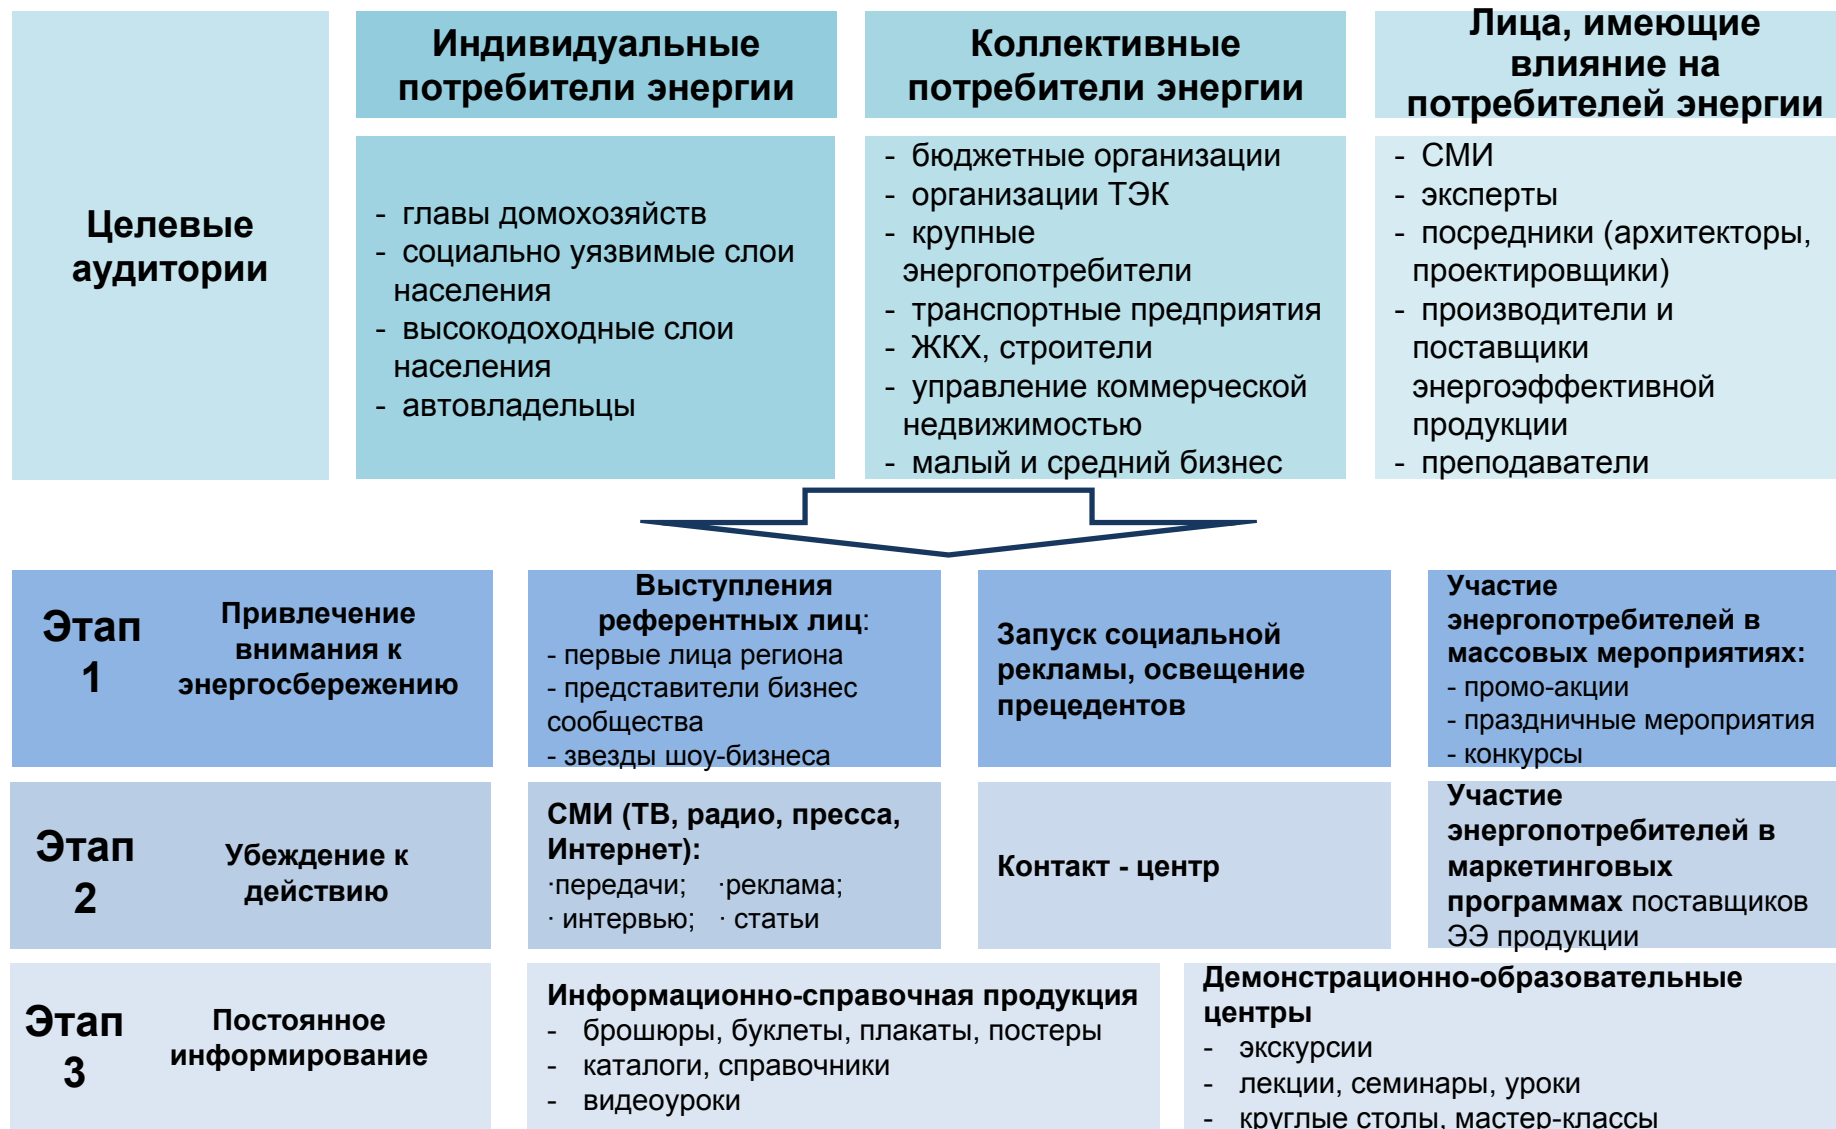 Целевые
аудитории
Индивидуальные
потребители энергии
- главы домохозяйств
- социально уязвимые слои
населения
- высокодоходные слои
населения
- автовладельцы
Коллективные
потребители энергии
- бюджетные организации
- организации ТЭК
- крупные
энергопотребители
- транспортные предприятия
- ЖКХ, строители
- управление коммерческой
недвижимостью
- малый и средний бизнес
Лица, имеющие
влияние на
потребителей энергии
- СМИ
- эксперты
- посредники (архитекторы,
проектировщики)
- производители и
поставщики
энергоэффективной
продукции
- преподаватели
Этап
1
Привлечение
внимания к
энергосбережению
Выступления
референтных лиц:
- первые лица региона
- представители бизнес
сообщества
- звезды шоу-бизнеса
Запуск социальной
рекламы, освещение
прецедентов
Участие
энергопотребителей в
массовых мероприятиях:
- промо-акции
- праздничные мероприятия
- конкурсы
Этап
2
Убеждение к
действию
СМИ (ТВ, радио, пресса,
Интернет):
·передачи; ·реклама;
· интервью; · статьи
Контакт - центр
Участие
энергопотребителей в
маркетинговых
программах поставщиков
ЭЭ продукции
Этап
3
Постоянное
информирование
Информационно-справочная продукция
- брошюры, буклеты, плакаты, постеры
- каталоги, справочники
- видеоуроки
Демонстрационно-образовательные
центры
- экскурсии
- лекции, семинары, уроки
- круглые столы, мастер-классы